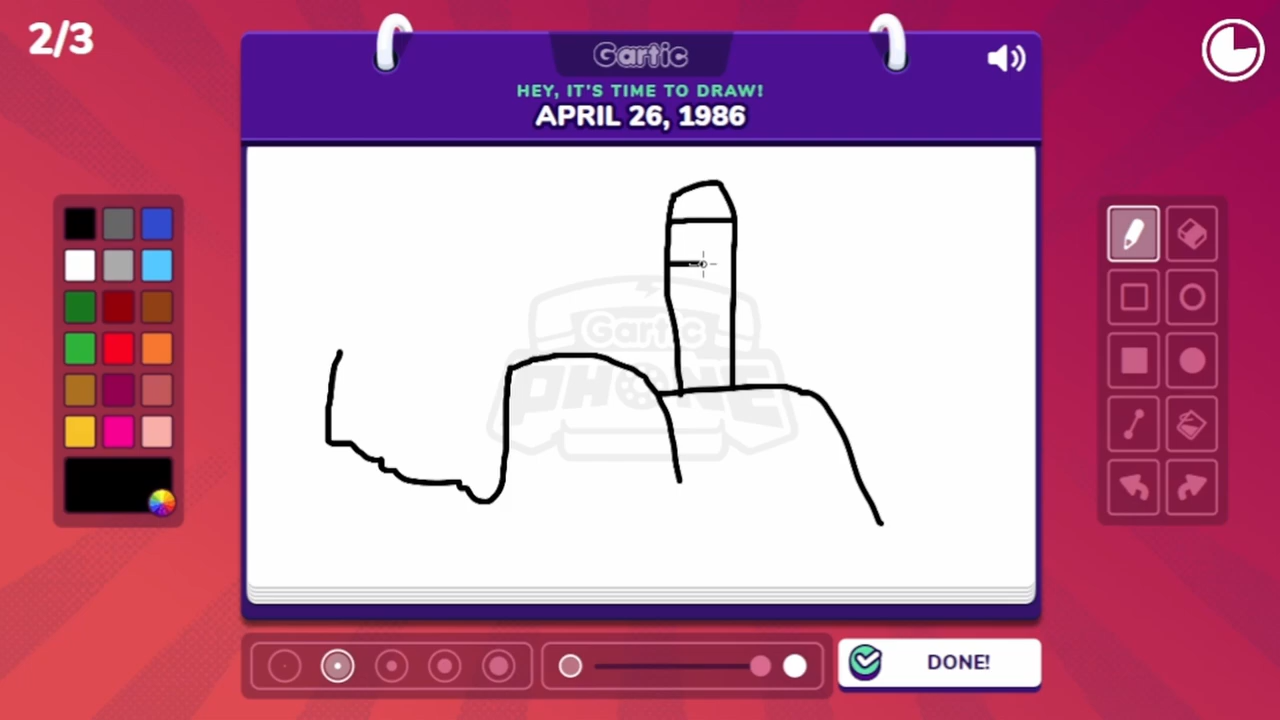 2/3
Gartic
HEY, IT'S TIME TO DRAW!
APRIL 26, 1986
Gartic
PHONE
DONE!